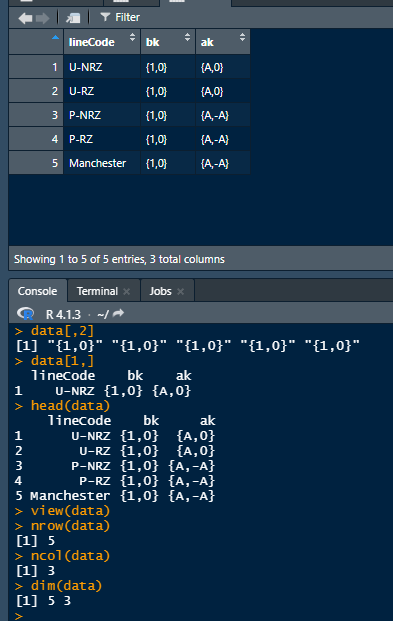 Filter
lineCode bk ak
1 U-NRZ {1,0} {A,0}
2 U-RZ {1,0} {A,0}
3 P-NRZ {1,0} {A,-A}
4 P-RZ {1,0} {A,-A}
5 Manchester {1,0} {A,-A}
Showing 1 to 5 of 5 entries, 3 total columns
Console Terminal × Jobs ×
R 4.1.3 · ~/
> data[,2]
[1] "{1,0}" "{1,0}" "{1,0}" "{1,0}" "{1,0}"
> data[1,]
  lineCode    bk    ak
1    U-NRZ {1,0} {A,0}
> head(data)
    lineCode    bk     ak
1      U-NRZ {1,0}  {A,0}
2       U-RZ {1,0}  {A,0}
3      P-NRZ {1,0} {A,-A}
4       P-RZ {1,0} {A,-A}
5 Manchester {1,0} {A,-A}
> view(data)
> nrow(data)
[1] 5
> ncol(data)
[1] 3
> dim(data)
[1] 5 3
>